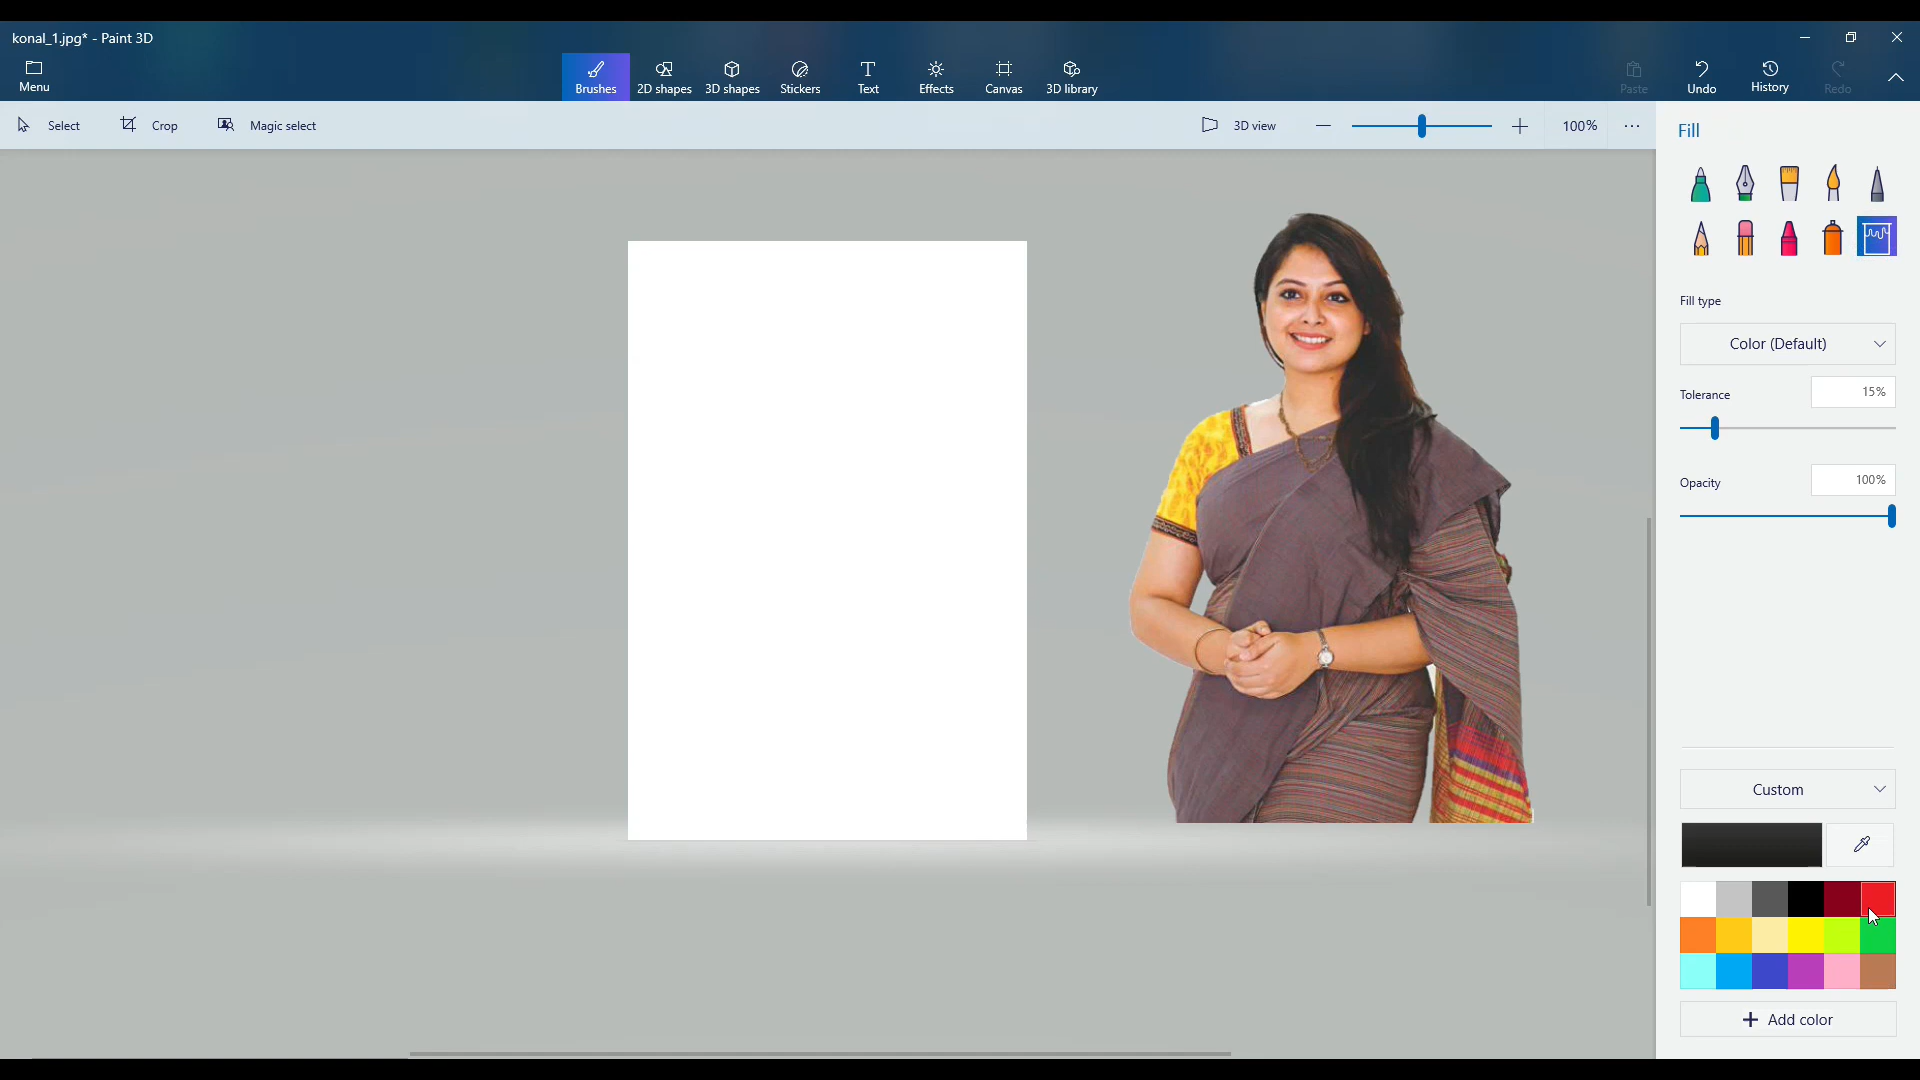 konal_1.jpg* - Paint 3D
Menu
Brushes
2D shapes
3D shapes
Stickers
Text
Effects
Canvas
3D library
Paste
Undo
History
Redo
Select
Crop
Magic select
3D view
100%
Fill
Fill type
Color (Default)
Tolerance
15%
Opacity
100%
Custom
Add color